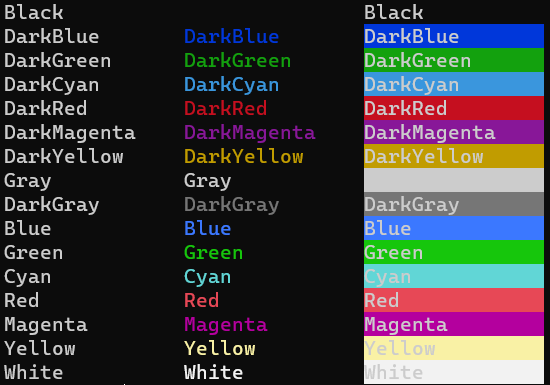 Black Black
DarkBlue DarkBlue DarkBlue
DarkGreen DarkGreen DarkGreen
DarkCyan DarkCyan DarkCyan
DarkRed DarkRed DarkRed
DarkMagenta DarkMagenta DarkMagenta
DarkYellow DarkYellow DarkYellow
Gray Gray
DarkGray DarkGray DarkGray
Blue Blue Blue
Green Green Green
Cyan Cyan Cyan
Red Red Red
Magenta Magenta Magenta
Yellow Yellow Yellow
White White White